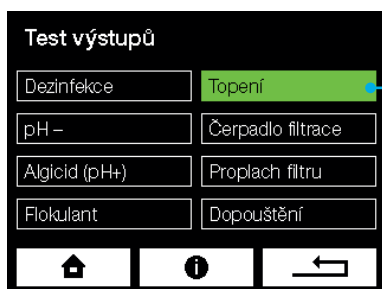 Test výstupů
Dezinfekce
Topení
pH –
Čerpadlo filtrace
Algicid (pH+)
Proplach filtru
Flokulant
Dopouštění